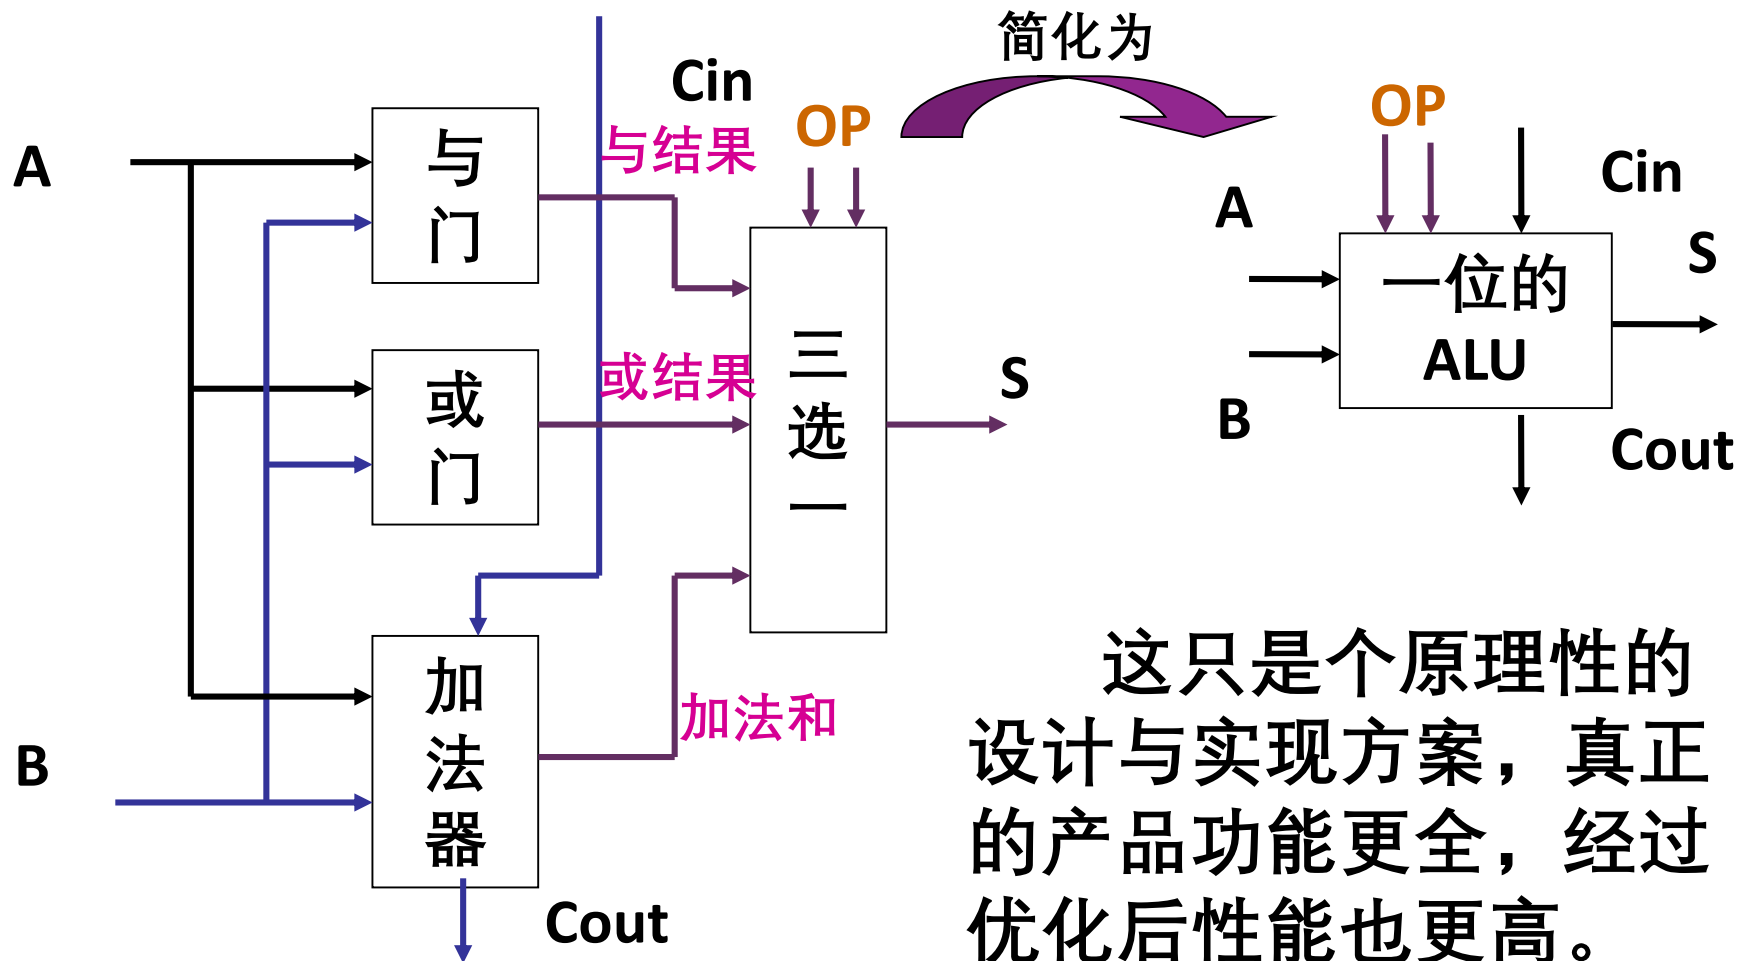 简化为
Cin
OP
与结果
A
与
门
或结果
或
门
三
选
一
S
加
法
器
加法和
B
Cout
OP
Cin
A
S
一位的
ALU
B
Cout
这只是个原理性的
设计与实现方案，真正
的产品功能更全，经过
优化后性能也更高。